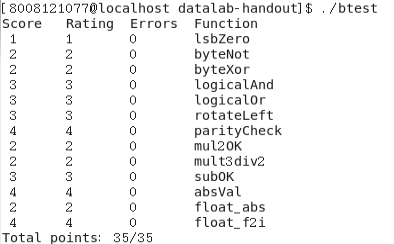 [8008121077@localhost datalab-handout]$ ./btest
Score Rating Errors Function
1 1 0 lsbZero
2 2 0 byteNot
2 2 0 byteXor
3 3 0 logicalAnd
3 3 0 logicalOr
3 3 0 rotateLeft
4 4 0 parityCheck
2 2 0 mul2OK
2 2 0 mult3div2
3 3 0 subOK
4 4 0 absVal
2 2 0 float_abs
4 4 0 float_f2i
Total points: 35/35